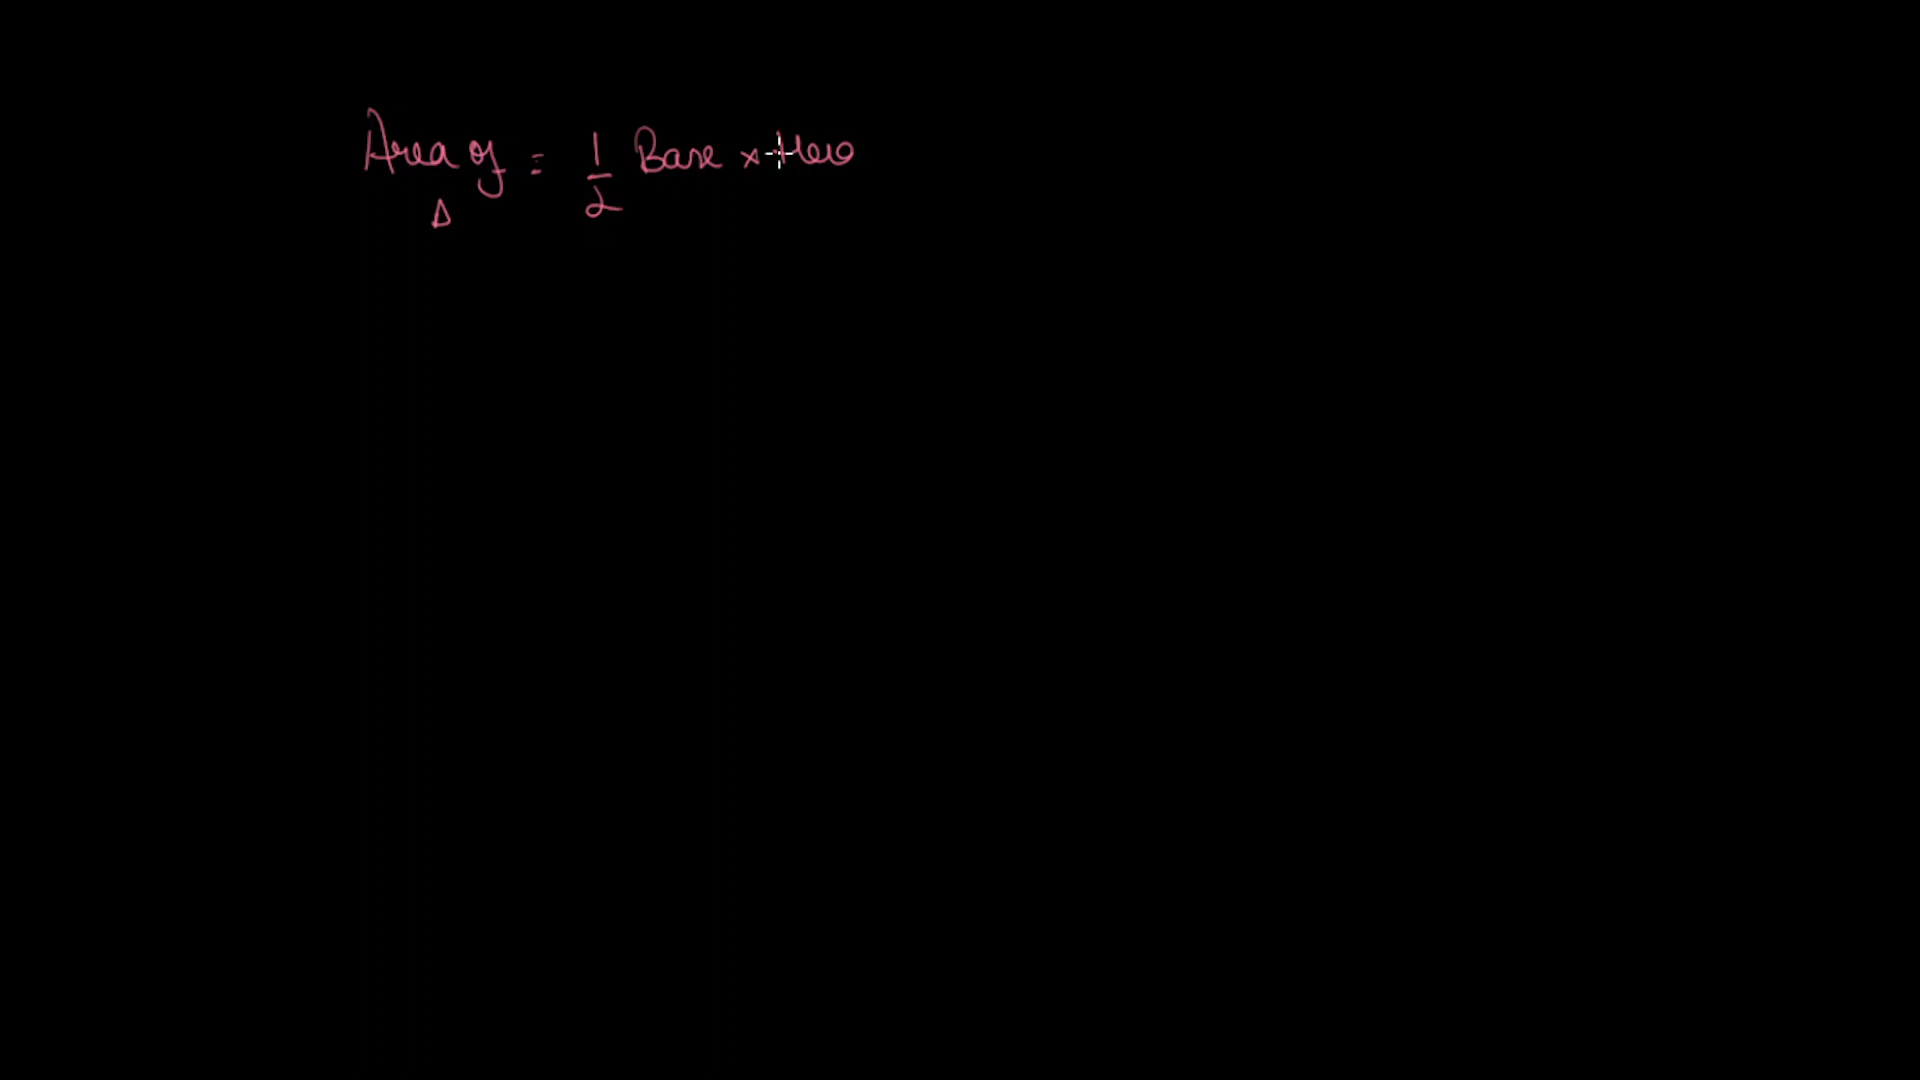 Area of = 1/2 Base ×
Δ